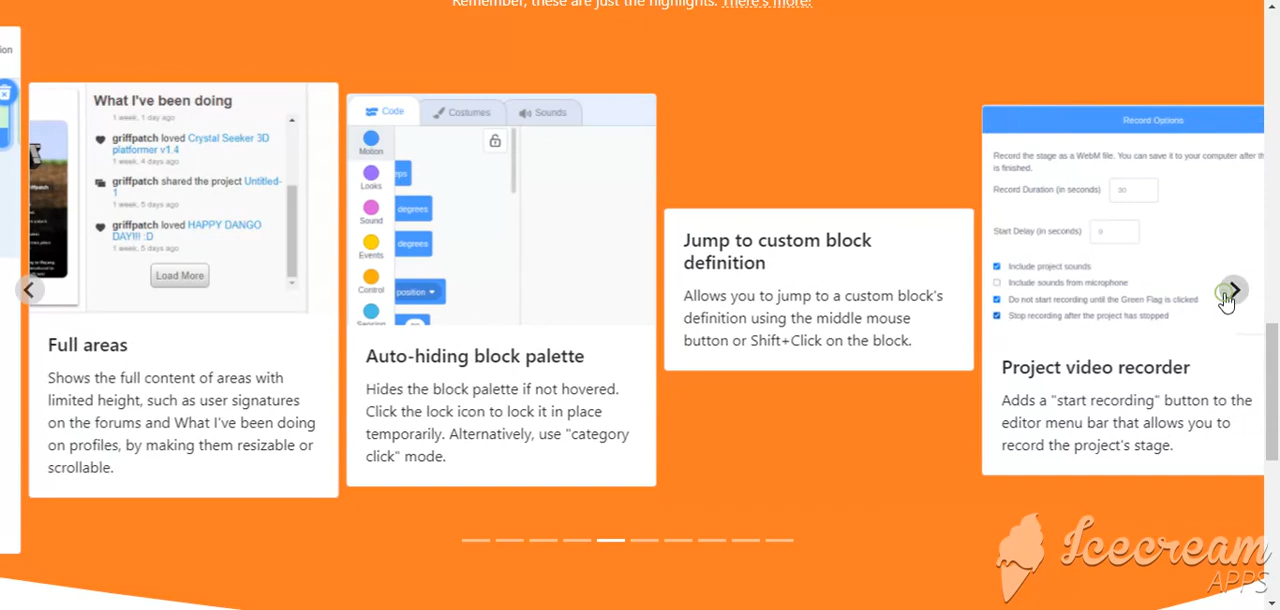 Remember, these are just the highlights. There's more!
ion
What I've been doing
1 week, 1 day ago
griffpatch loved Crystal Seeker 3D
platformer v1.4
1 week, 4 days ago
griffpatch shared the project Untitled-
1
1 week, 5 days ago
griffpatch loved HAPPY DANGO
DAY!!! :D
1 week, 5 days ago
Load More
Full areas
Shows the full content of areas with
limited height, such as user signatures
on the forums and What I've been doing
on profiles, by making them resizable or
scrollable.
Code
Costumes
Sounds
Motion
Looks
Sound
Events
Control
Sensing
eps
degrees
degrees
position
Auto-hiding block palette
Hides the block palette if not hovered.
Click the lock icon to lock it in place
temporarily. Alternatively, use "category
click" mode.
Jump to custom block
definition
Allows you to jump to a custom block's
definition using the middle mouse
button or Shift+Click on the block.
Record Options
Record the stage as a WebM file. You can save it to your computer after th
is finished.
Record Duration (in seconds) 30
Start Delay (in seconds) 0
Include project sounds
Include sounds from microphone
Do not start recording until the Green Flag is clicked
Stop recording after the project has stopped
Project video recorder
Adds a "start recording" button to the
editor menu bar that allows you to
record the project's stage.
Icecream
APPS